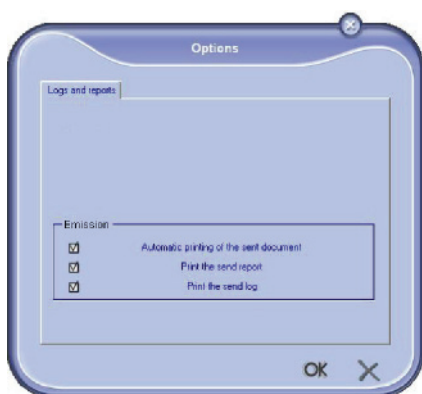 Options
Logs and reports
Emission
Automatic printing of the sent document
Print the send report
Print the send log
OK